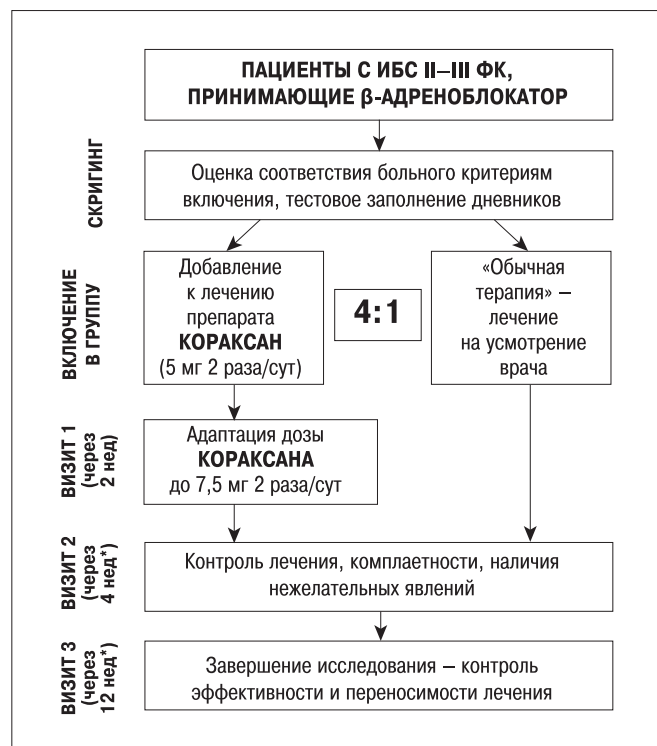 ПАЦИЕНТЫ С ИБС II–III ФК,
ПРИНИМАЮЩИЕ β-АДРЕНОБЛОКАТОР
СКРИГИНГ
Оценка соответствия больного критериям
включения, тестовое заполнение дневников
ВКЛЮЧЕНИЕ
В ГРУППУ
Добавление
к лечению
препарата
КОРАКСАН
(5 мг 2 раза/сут)
4:1
«Обычная
терапия» –
лечение
на усмотрение
врача
ВИЗИТ 1
(через
2 нед)
Адаптация дозы
КОРАКСАНА
до 7,5 мг 2 раза/сут
ВИЗИТ 2
(через
4 нед*)
Контроль лечения, комплаетности, наличия
нежелательных явлений
ВИЗИТ 3
(через
12 нед*)
Завершение исследования – контроль
эффективности и переносимости лечения